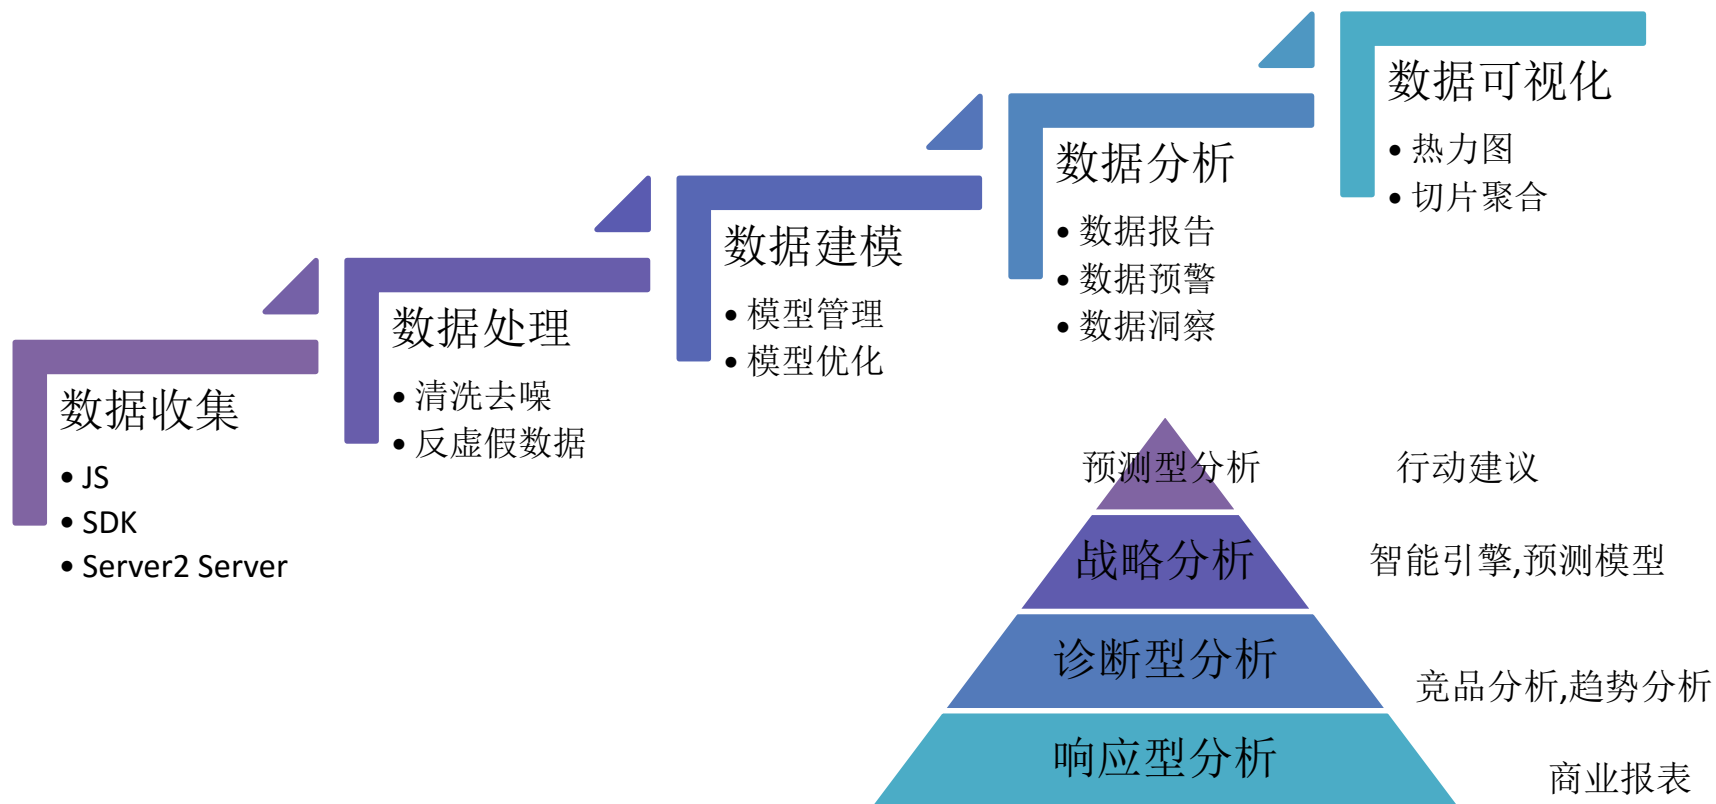 数据收集
• JS
• SDK
• Server2 Server
数据处理
• 清洗去噪
• 反虚假数据
数据建模
• 模型管理
• 模型优化
数据分析
• 数据报告
• 数据预警
• 数据洞察
数据可视化
• 热力图
• 切片聚合
预测型分析 行动建议
战略分析 智能引擎,预测模型
诊断型分析 竞品分析,趋势分析
响应型分析 商业报表